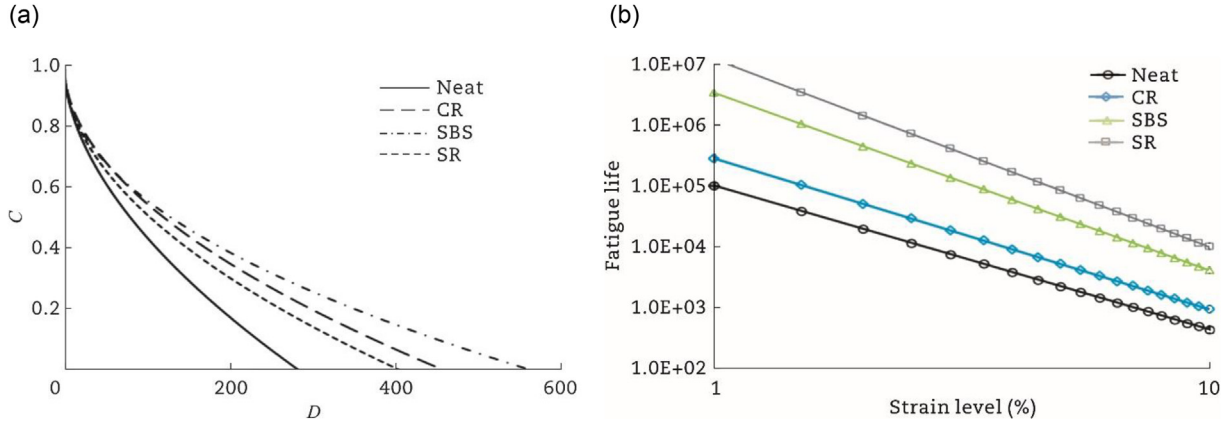 (a)
1.0
0.8
0.6
0.4
0.2
0
200
400
600
C
D
Neat
CR
SBS
SR
(b)
1.0E+07
1.0E+06
1.0E+05
1.0E+04
1.0E+03
1.0E+02
1
10
Fatigue life
Strain level (%)
Neat
CR
SBS
SR